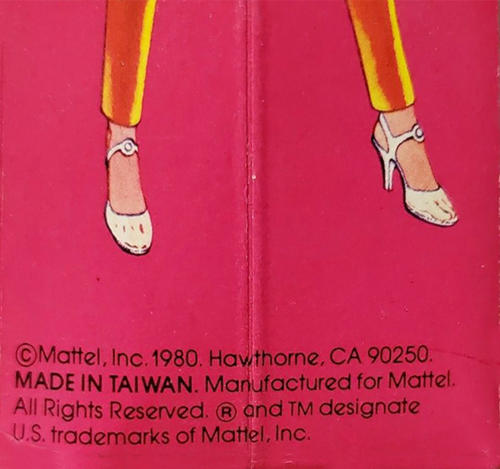 ©Mattel, Inc. 1980. Hawthorne, CA 90250.
MADE IN TAIWAN. Manufactured for Mattel.
All Rights Reserved. ® and TM designate
U.S. trademarks of Mattel, Inc.